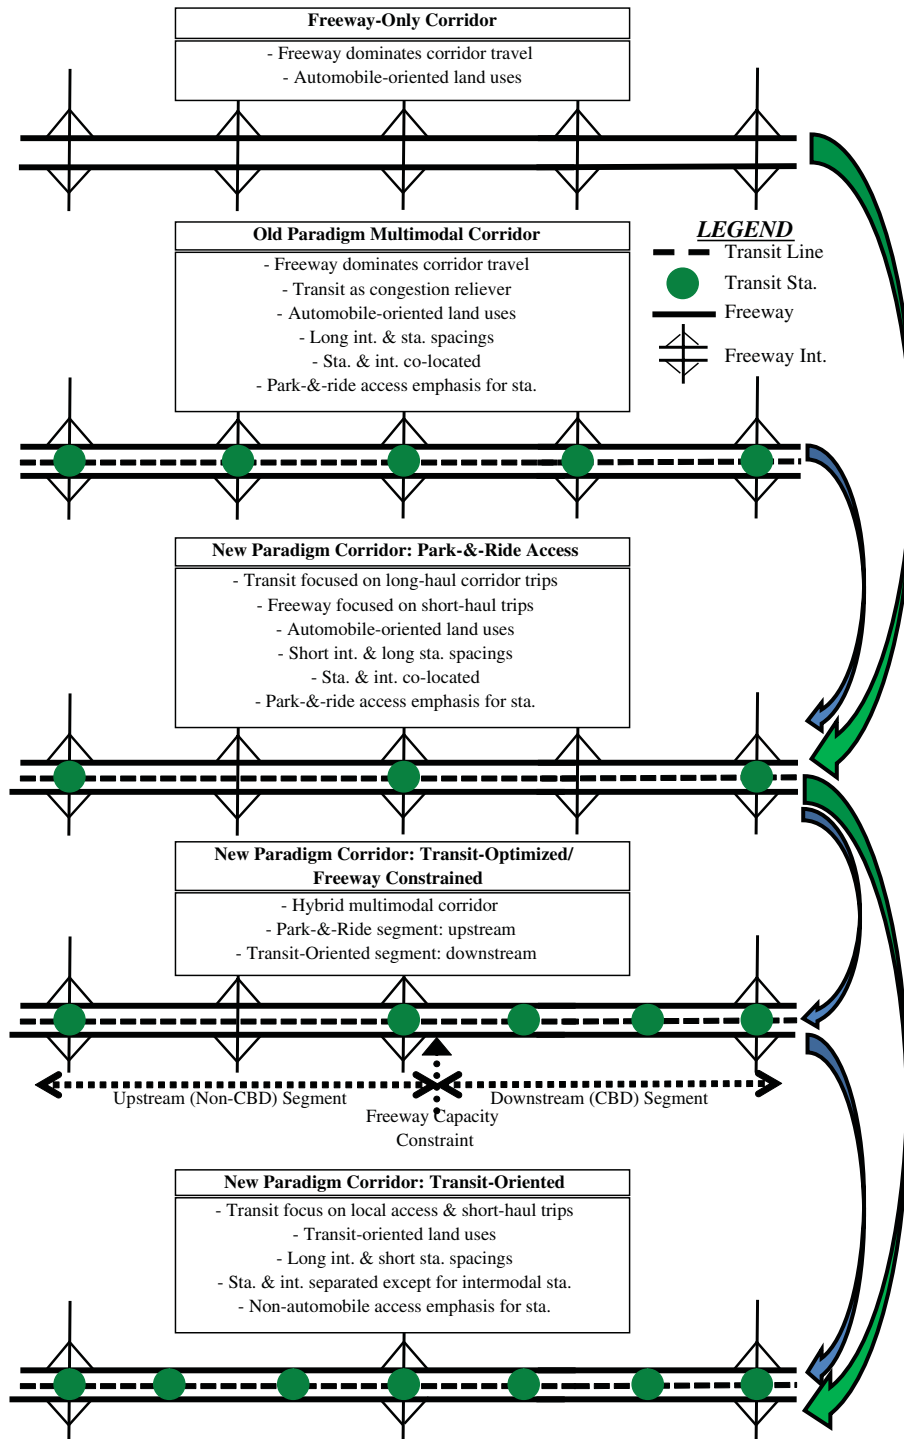 Freeway-Only Corridor
- Freeway dominates corridor travel
- Automobile-oriented land uses
Old Paradigm Multimodal Corridor
- Freeway dominates corridor travel
- Transit as congestion reliever
- Automobile-oriented land uses
- Long int. & sta. spacings
- Sta. & int. co-located
- Park-&-ride access emphasis for sta.
LEGEND
Transit Line
Transit Sta.
Freeway
Freeway Int.
New Paradigm Corridor: Park-&-Ride Access
- Transit focused on long-haul corridor trips
- Freeway focused on short-haul trips
- Automobile-oriented land uses
- Short int. & long sta. spacings
- Sta. & int. co-located
- Park-&-ride access emphasis for sta.
New Paradigm Corridor: Transit-Optimized/
Freeway Constrained
- Hybrid multimodal corridor
- Park-&-Ride segment: upstream
- Transit-Oriented segment: downstream
Upstream (Non-CBD) Segment
Downstream (CBD) Segment
Freeway Capacity
Constraint
New Paradigm Corridor: Transit-Oriented
- Transit focus on local access & short-haul trips
- Transit-oriented land uses
- Long int. & short sta. spacings
- Sta. & int. separated except for intermodal sta.
- Non-automobile access emphasis for sta.